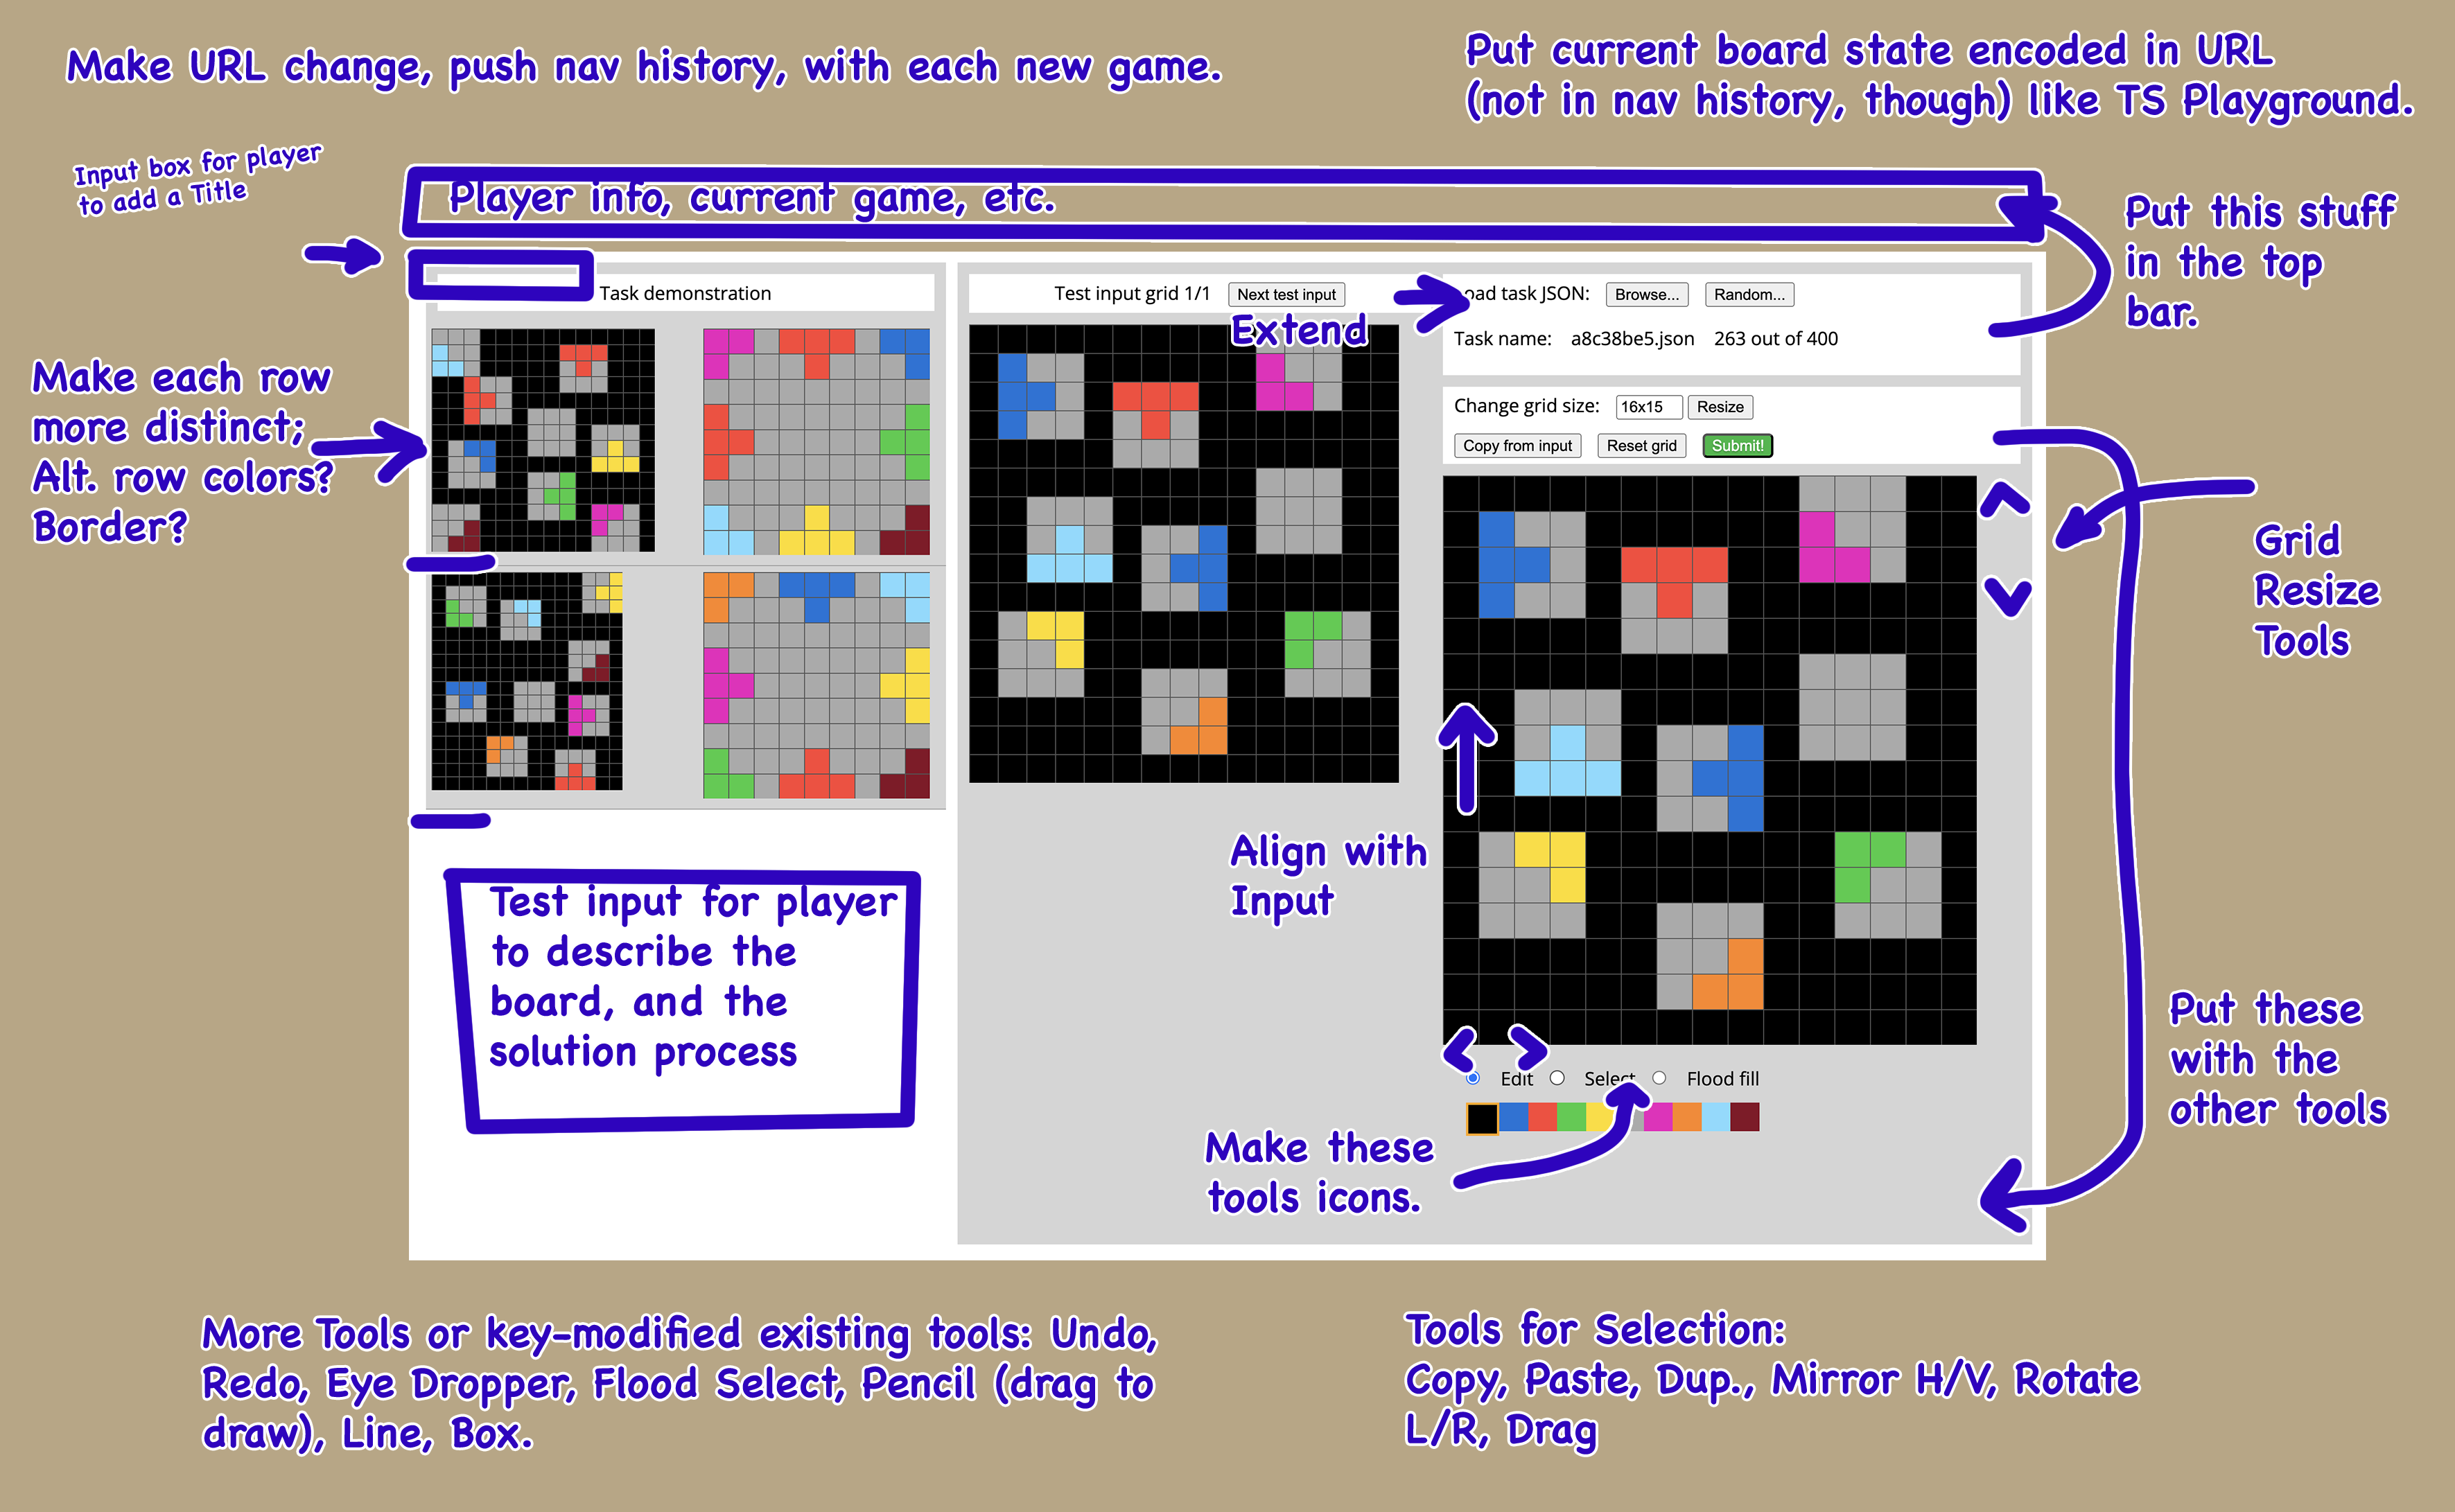 Make URL change, push nav history, with each new game.
Put current board state encoded in URL
(not in nav history, though) like TS Playground.
Input box for player
to add a Title
Player info, current game, etc.
Put this stuff
in the top
bar.
Task demonstration
Test input grid 1/1
Next test input
oad task JSON:
Browse...
Random...
Extend
Task name:
a8c38be5.json
263 out of 400
Make each row
more distinct;
Alt. row colors?
Border?
Change grid size:
16x15
Resize
Copy from input
Reset grid
Submit!
Grid
Resize
Tools
Align with
Input
Test input for player
to describe the
board, and the
solution process
Put these
with the
other tools
Edit
Select
Flood fill
Make these
tools icons.
More Tools or key-modified existing tools: Undo,
Redo, Eye Dropper, Flood Select, Pencil (drag to
draw), Line, Box.
Tools for Selection:
Copy, Paste, Dup., Mirror H/V, Rotate
L/R, Drag